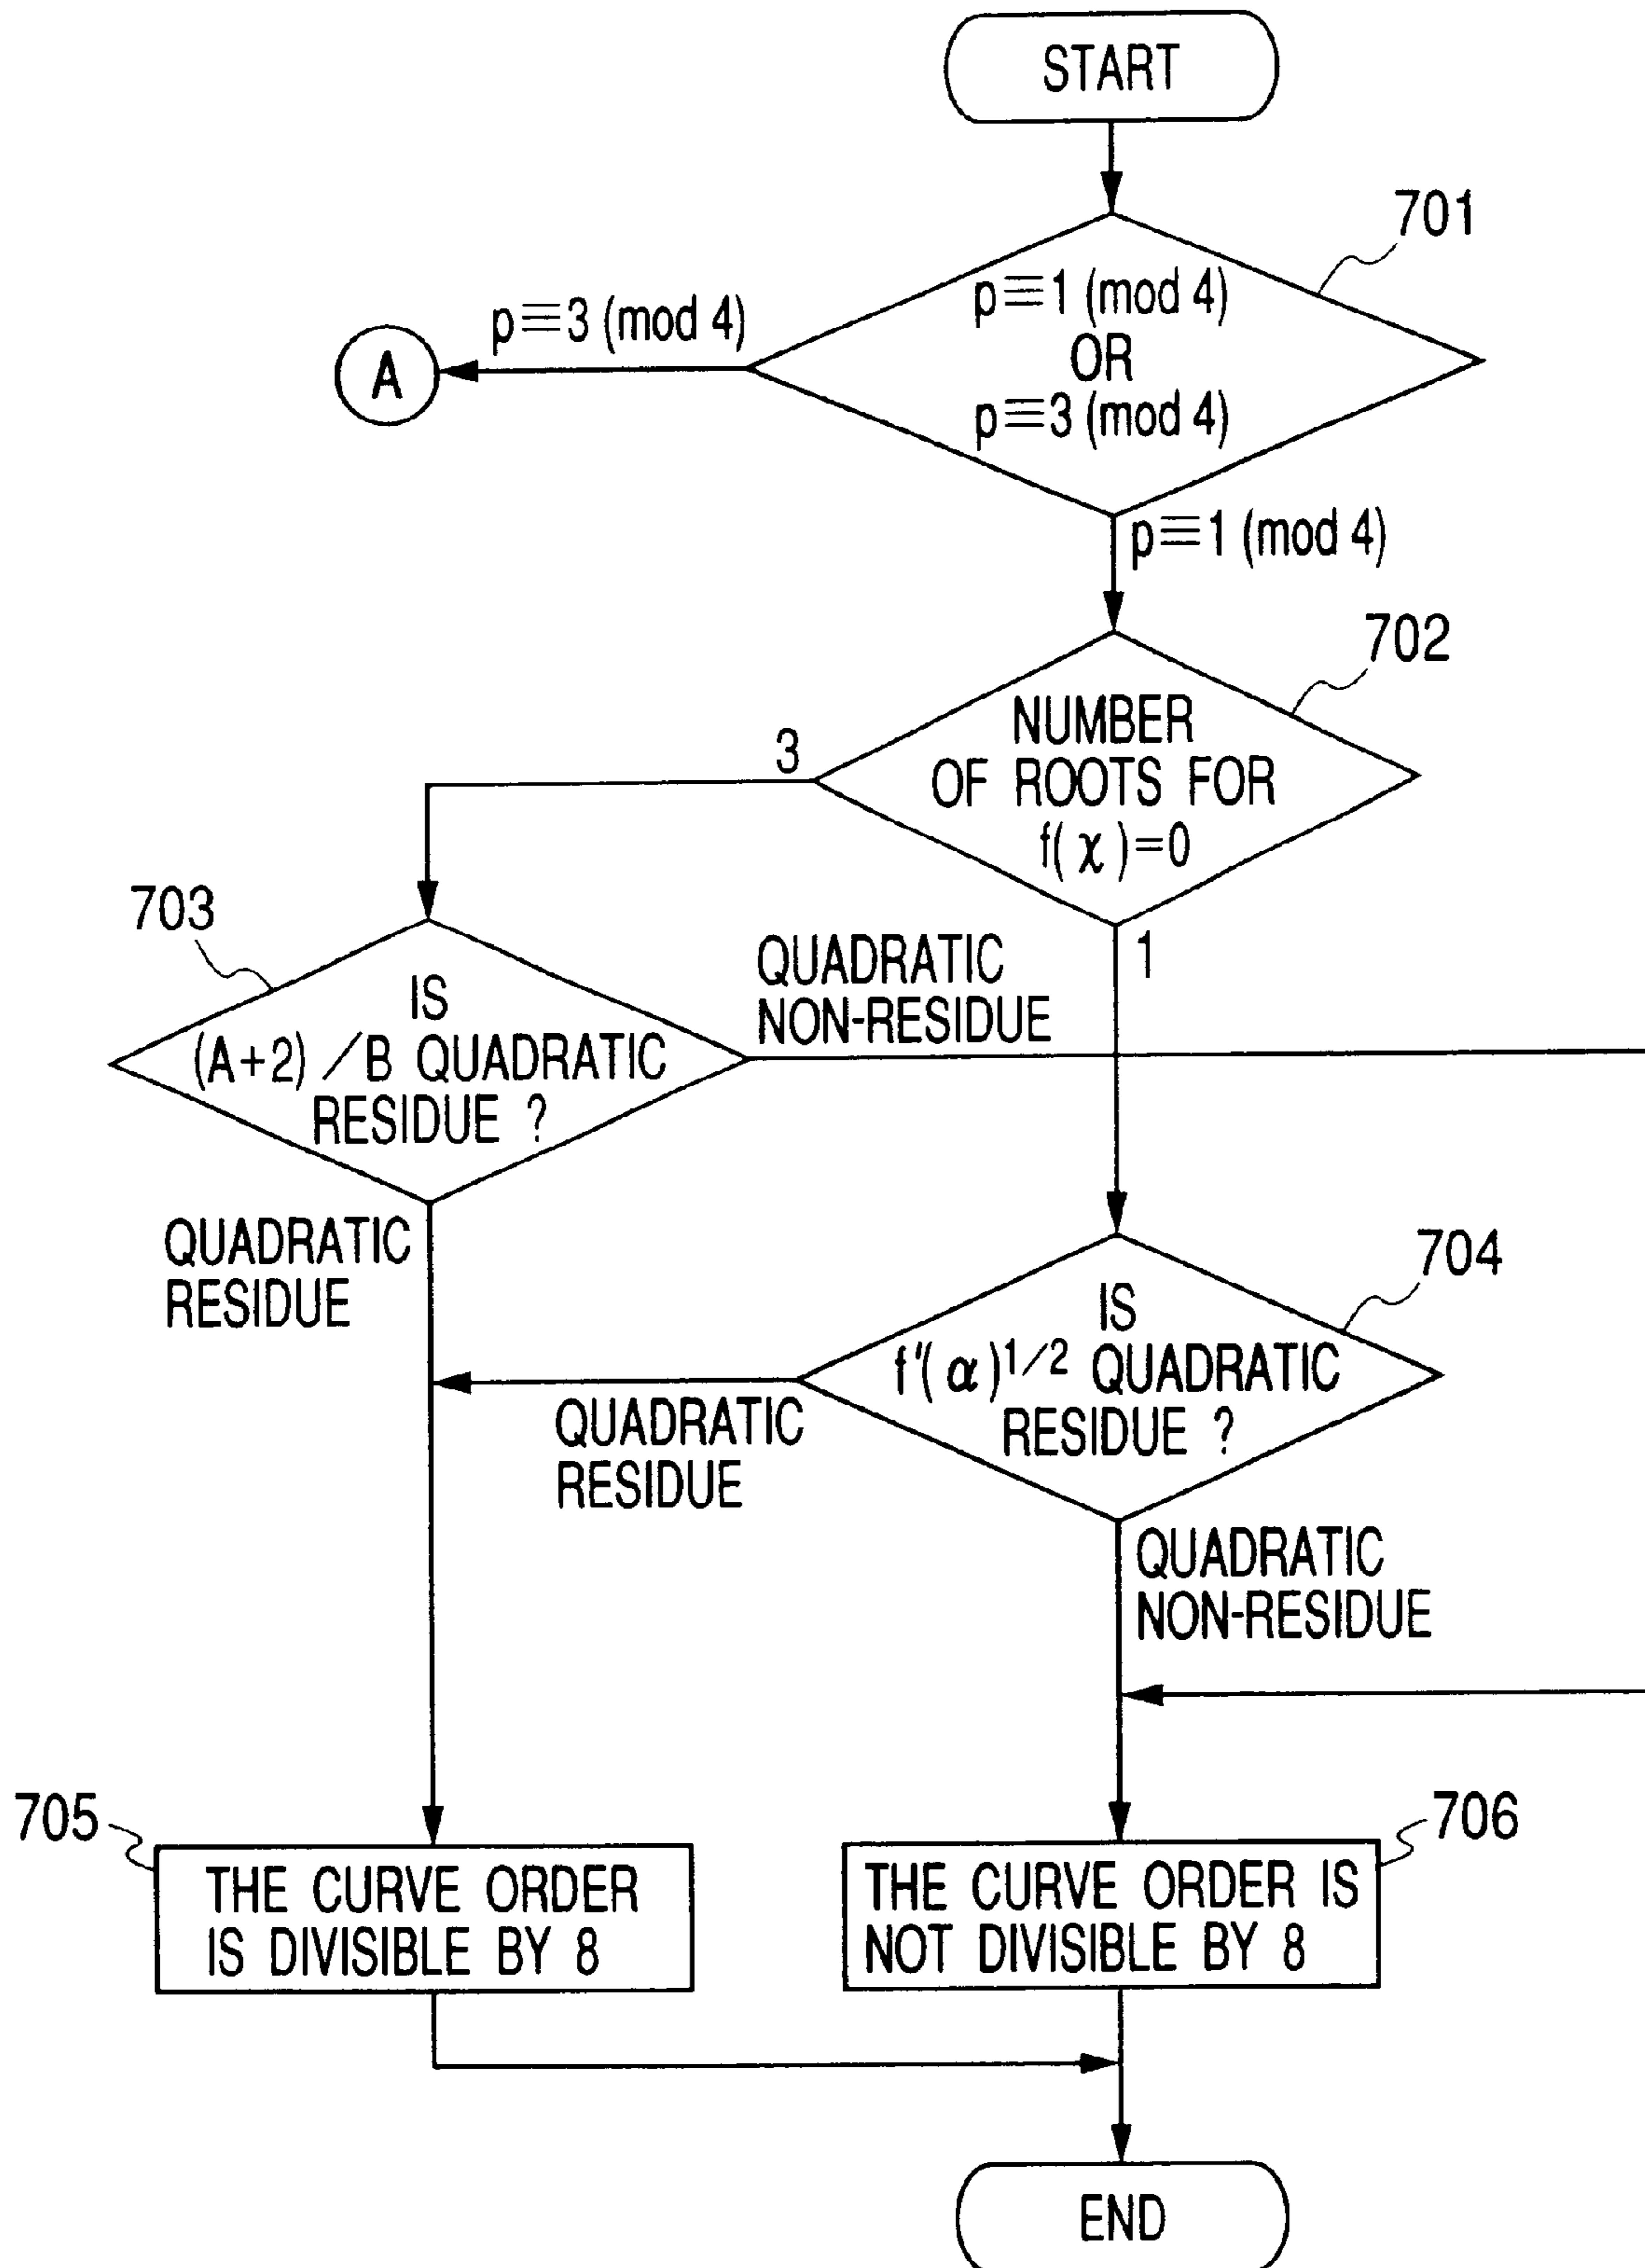 START
701
p≡1 (mod 4)
OR
p≡3 (mod 4)
p≡3 (mod 4)
A
p≡1 (mod 4)
702
NUMBER
OF ROOTS FOR
f(χ)=0
3
1
703
IS
(A+2)/B QUADRATIC
RESIDUE ?
QUADRATIC
NON-RESIDUE
QUADRATIC
RESIDUE
704
IS
f'(α)^1/2 QUADRATIC
RESIDUE ?
QUADRATIC
RESIDUE
QUADRATIC
NON-RESIDUE
705
THE CURVE ORDER
IS DIVISIBLE BY 8
706
THE CURVE ORDER IS
NOT DIVISIBLE BY 8
END